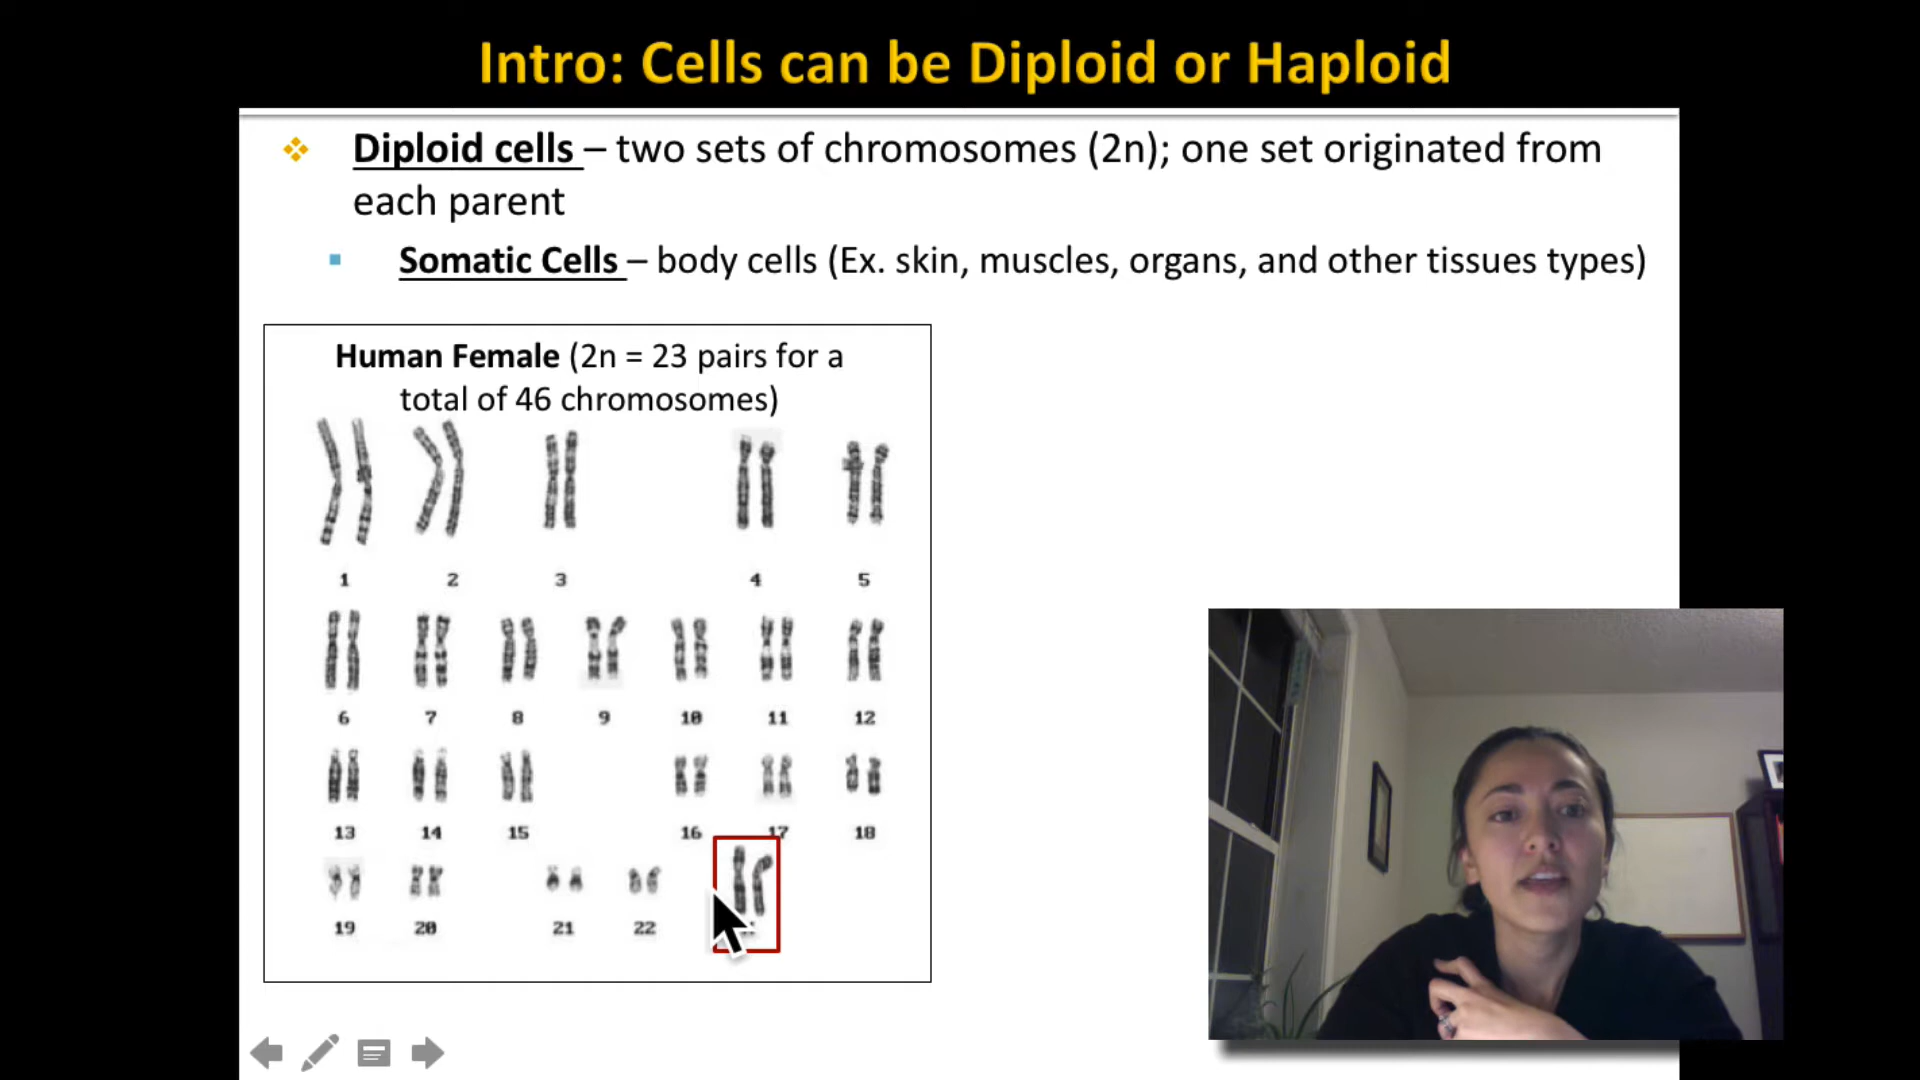 Intro: Cells can be Diploid or Haploid
Diploid cells – two sets of chromosomes (2n); one set originated from
each parent
Somatic Cells – body cells (Ex. skin, muscles, organs, and other tissues types)
Human Female (2n = 23 pairs for a
total of 46 chromosomes)
1 2 3 4 5
6 7 8 9 10 11 12
13 14 15 16 17 18
19 20 21 22